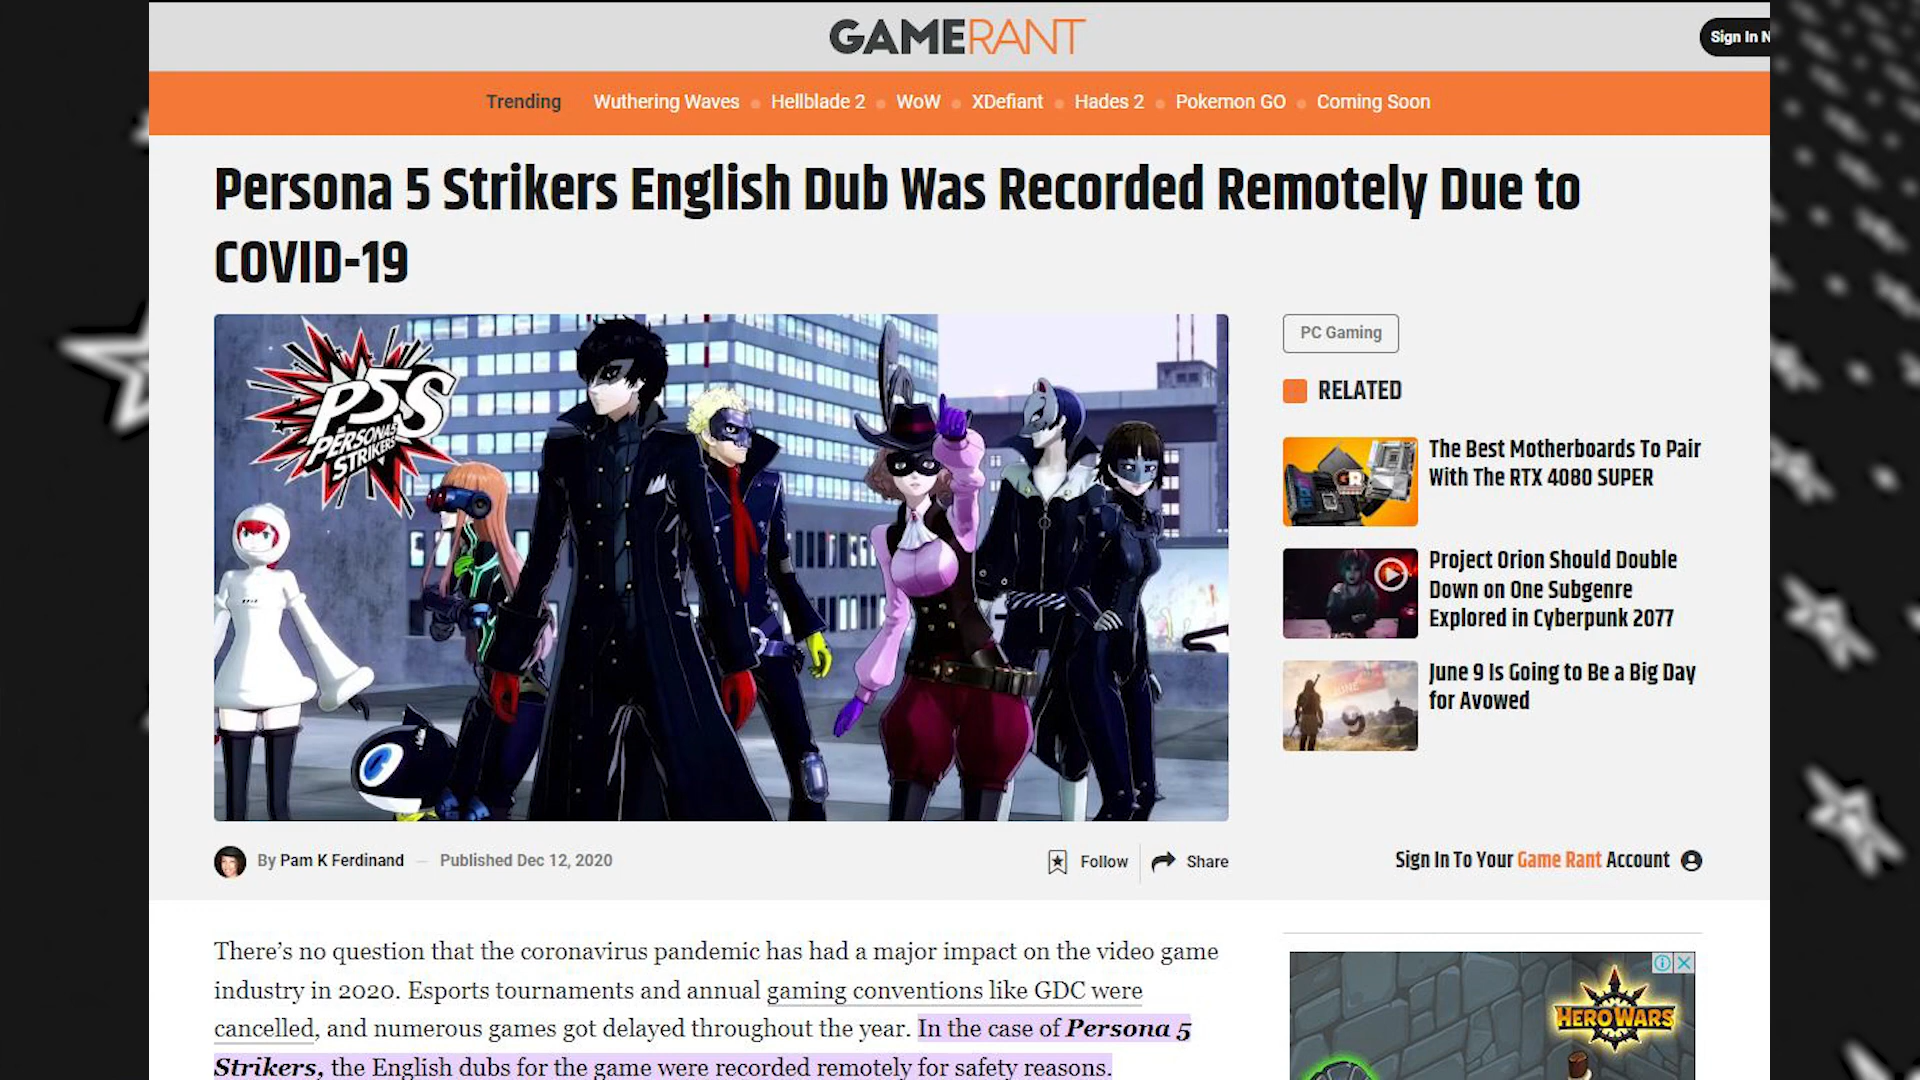 GAMERANT
Sign In N
Trending Wuthering Waves Hellblade 2 WoW XDefiant Hades 2 Pokemon GO Coming Soon
Persona 5 Strikers English Dub Was Recorded Remotely Due to
COVID-19
P5S
PERSONA5
STRIKERS
PC Gaming
RELATED
The Best Motherboards To Pair
With The RTX 4080 SUPER
Project Orion Should Double
Down on One Subgenre
Explored in Cyberpunk 2077
June 9 Is Going to Be a Big Day
for Avowed
By Pam K Ferdinand — Published Dec 12, 2020
Follow
Share
Sign In To Your Game Rant Account
There’s no question that the coronavirus pandemic has had a major impact on the video game
industry in 2020. Esports tournaments and annual gaming conventions like GDC were
cancelled, and numerous games got delayed throughout the year. In the case of Persona 5
Strikers, the English dubs for the game were recorded remotely for safety reasons.
HERO WARS